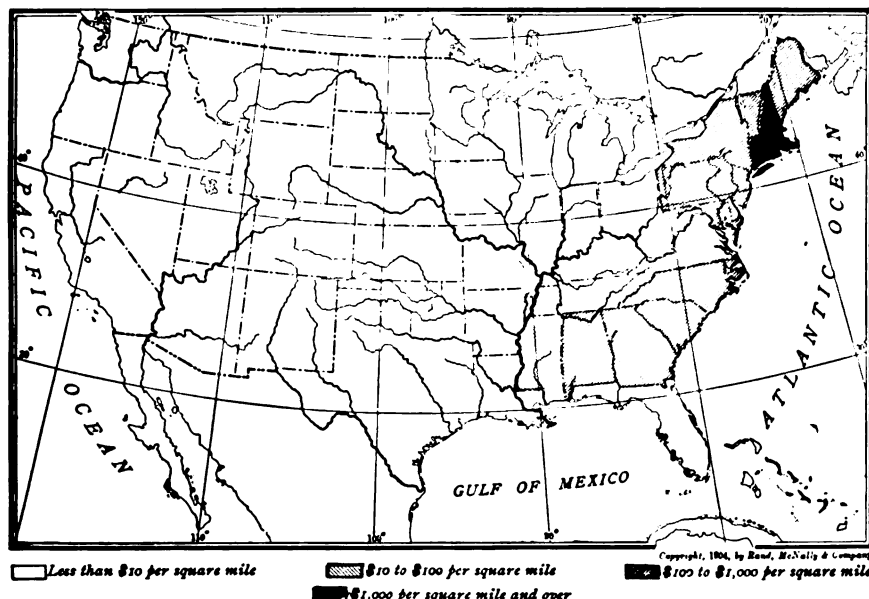 PACIFIC
OCEAN
ATLANTIC OCEAN
GULF OF MEXICO
Copyright, 1904, by Rand, McNally & Company
Less than $10 per square mile
$10 to $100 per square mile
$100 to $1,000 per square mile
$1,000 per square mile and over